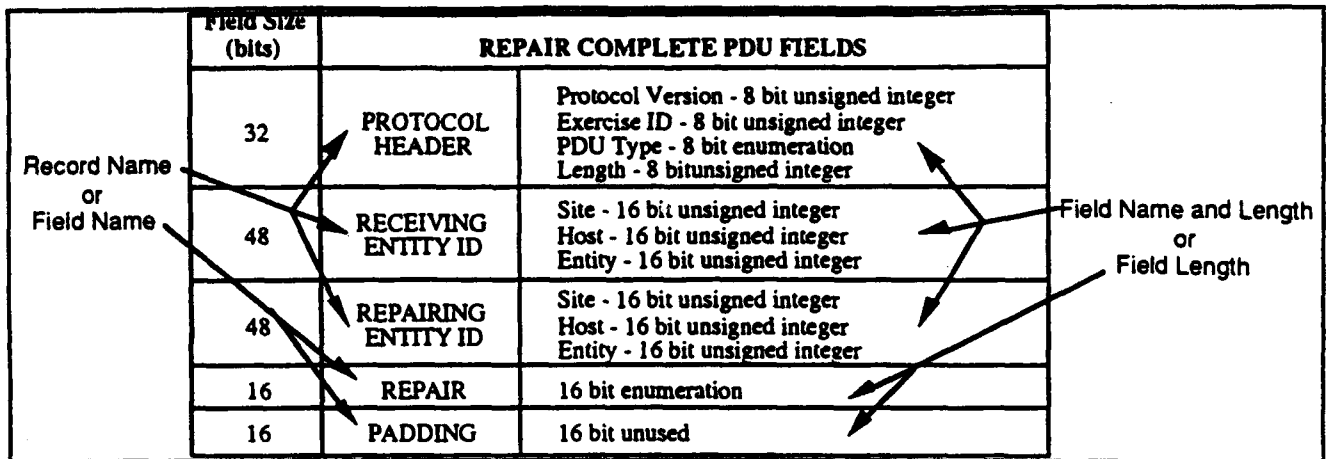 Field Size
(bits)
REPAIR COMPLETE PDU FIELDS
32
PROTOCOL
HEADER
Protocol Version - 8 bit unsigned integer
Exercise ID - 8 bit unsigned integer
PDU Type - 8 bit enumeration
Length - 8 bitunsigned integer
Record Name
or
Field Name
48
RECEIVING
ENTITY ID
Site - 16 bit unsigned integer
Host - 16 bit unsigned integer
Entity - 16 bit unsigned integer
Field Name and Length
or
Field Length
48
REPAIRING
ENTITY ID
Site - 16 bit unsigned integer
Host - 16 bit unsigned integer
Entity - 16 bit unsigned integer
16
REPAIR
16 bit enumeration
16
PADDING
16 bit unused